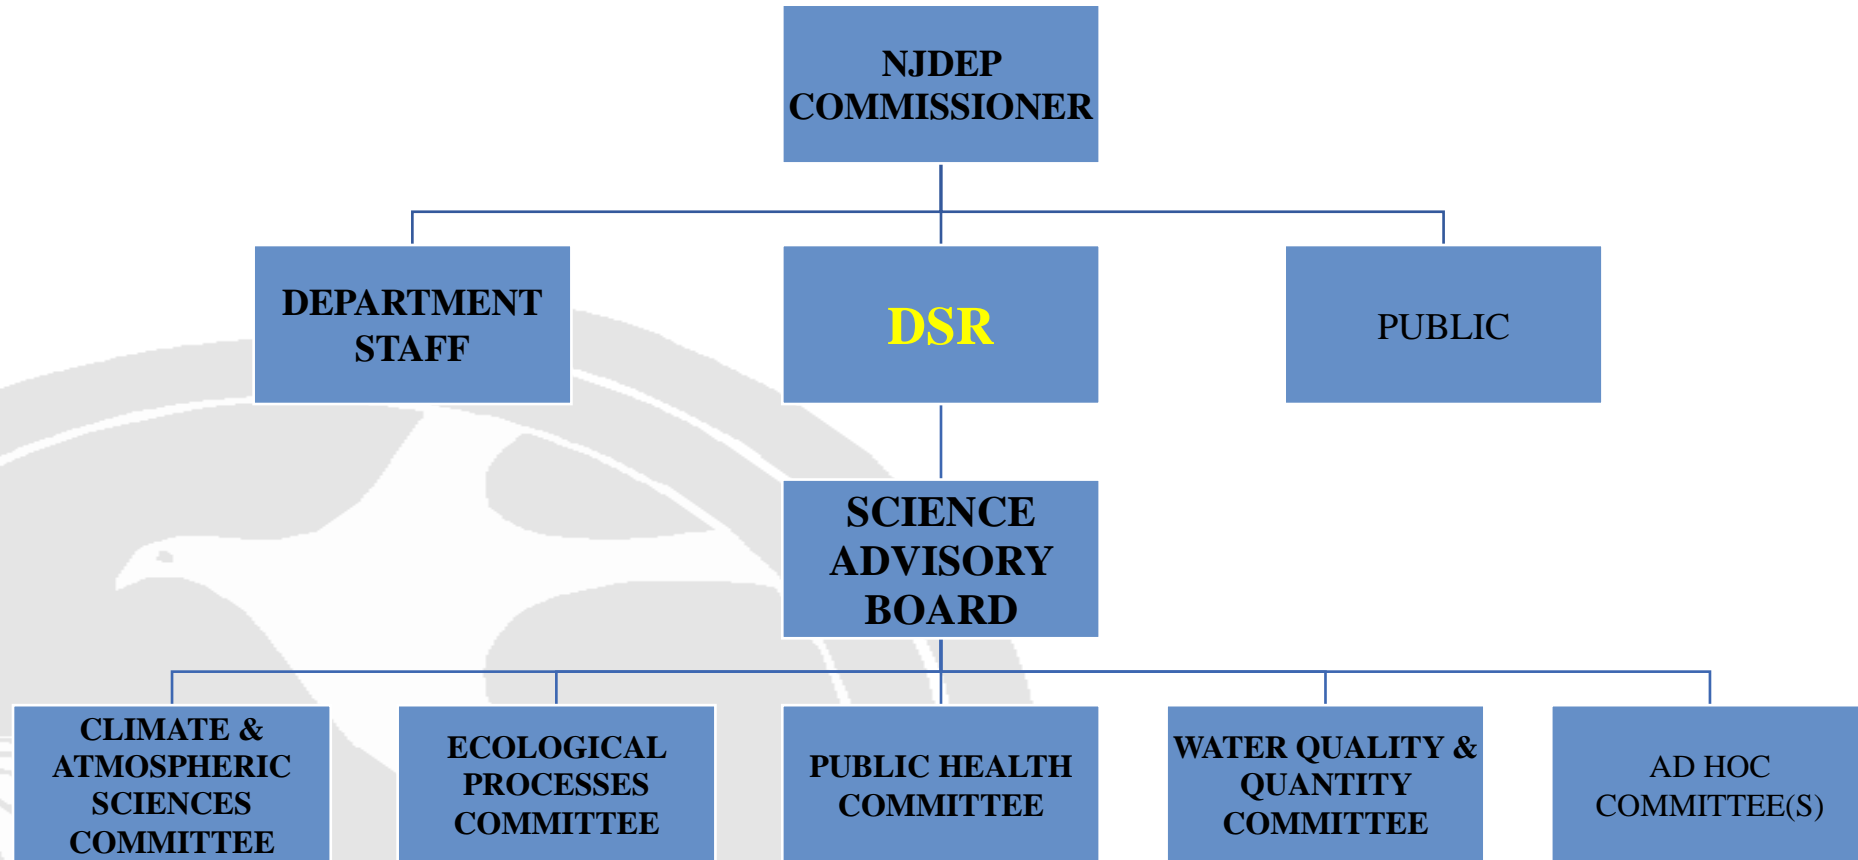 NJDEP
COMMISSIONER
DEPARTMENT
STAFF
DSR
PUBLIC
SCIENCE
ADVISORY
BOARD
CLIMATE &
ATMOSPHERIC
SCIENCES
COMMITTEE
ECOLOGICAL
PROCESSES
COMMITTEE
PUBLIC HEALTH
COMMITTEE
WATER QUALITY &
QUANTITY
COMMITTEE
AD HOC
COMMITTEE(S)